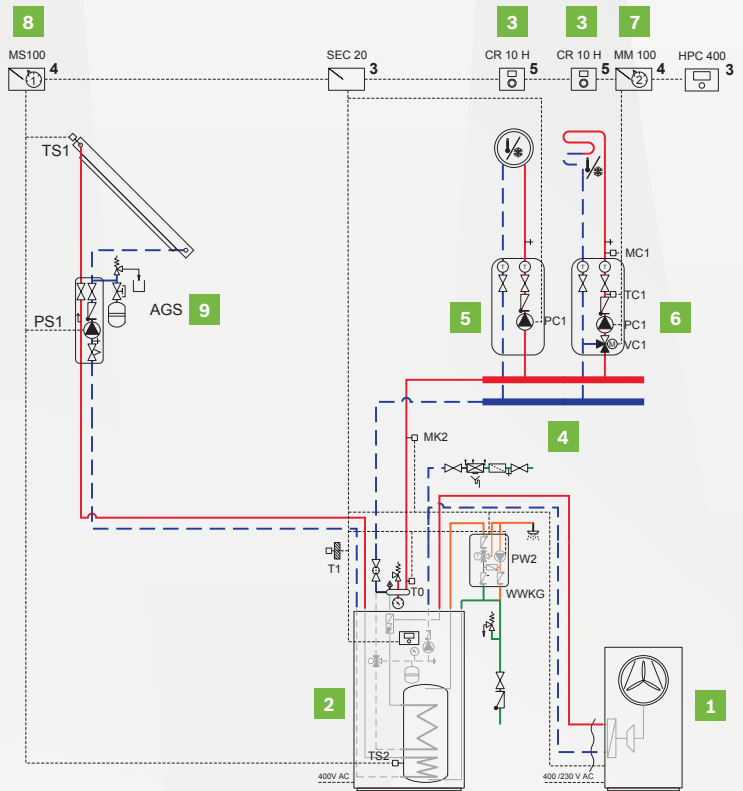 8
3
3
7
MS100
4
SEC 20
3
CR 10 H
5
CR 10 H
5
MM 100
4
HPC 400
3
1
2
TS1
MC1
T
T
T
T
TC1
AGS
9
PS1
5
PC1
6
PC1
M
VC1
4
MK2
T1
T0
PW2
WWKG
2
1
TS2
400V AC
400 /230 V AC